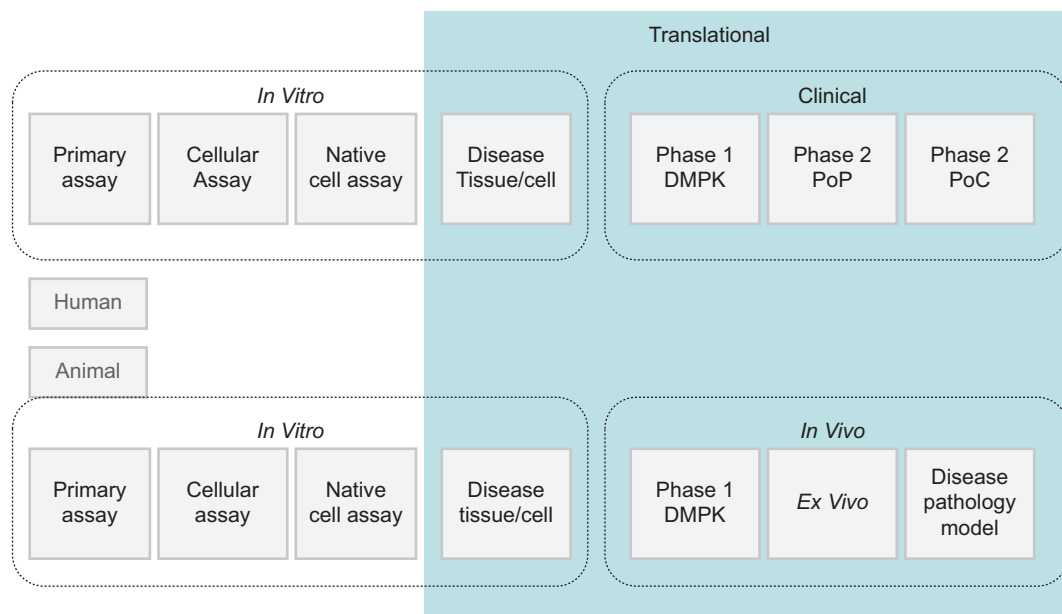 Translational
In Vitro
Clinical
Primary
assay
Cellular
Assay
Native
cell assay
Disease
Tissue/cell
Phase 1
DMPK
Phase 2
PoP
Phase 2
PoC
Human
Animal
In Vitro
In Vivo
Primary
assay
Cellular
assay
Native
cell assay
Disease
tissue/cell
Phase 1
DMPK
Ex Vivo
Disease
pathology
model